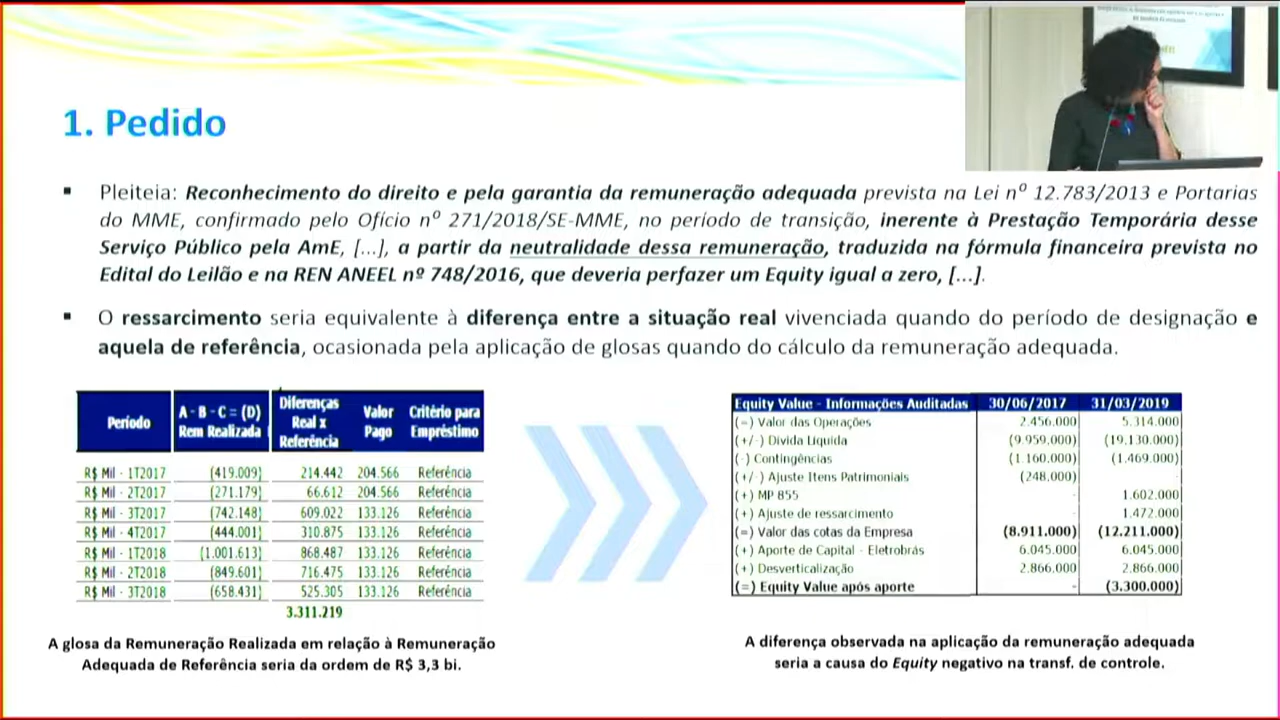 1. Pedido
▪ Pleiteia: Reconhecimento do direito e pela garantia da remuneração adequada prevista na Lei nº 12.783/2013 e Portarias
do MME, confirmado pelo Ofício nº 271/2018/SE-MME, no período de transição, inerente à Prestação Temporária desse
Serviço Público pela AmE, [...], a partir da neutralidade dessa remuneração, traduzida na fórmula financeira prevista no
Edital do Leilão e na REN ANEEL nº 748/2016, que deveria perfazer um Equity igual a zero, [...].
▪ O ressarcimento seria equivalente à diferença entre a situação real vivenciada quando do período de designação e
aquela de referência, ocasionada pela aplicação de glosas quando do cálculo da remuneração adequada.
Período A - B - C = (D) Rem Realizada Diferenças Real x Referência Valor Pago Critério para Empréstimo
R$ Mil - 1T2017 (419.009) 214.442 204.566 Referência
R$ Mil - 2T2017 (271.179) 66.612 204.566 Referência
R$ Mil - 3T2017 (742.148) 609.022 133.126 Referência
R$ Mil - 4T2017 (444.001) 310.875 133.126 Referência
R$ Mil - 1T2018 (1.001.613) 868.487 133.126 Referência
R$ Mil - 2T2018 (849.601) 716.475 133.126 Referência
R$ Mil - 3T2018 (658.431) 525.305 133.126 Referência
3.311.219
A glosa da Remuneração Realizada em relação à Remuneração
Adequada de Referência seria da ordem de R$ 3,3 bi.
Equity Value - Informações Auditadas 30/06/2017 31/03/2019
(=) Valor das Operações 2.456.000 5.314.000
(+/-) Dívida Líquida (9.959.000) (19.130.000)
(-) Contingências (1.160.000) (1.469.000)
(+/-) Ajuste Itens Patrimoniais (248.000) -
(+) MP 855 - 1.602.000
(+) Ajuste de ressarcimento - 1.472.000
(=) Valor das cotas da Empresa (8.911.000) (12.211.000)
(+) Aporte de Capital - Eletrobrás 6.045.000 6.045.000
(+) Desverticalização 2.866.000 2.866.000
(=) Equity Value após aporte - (3.300.000)
A diferença observada na aplicação da remuneração adequada
seria a causa do Equity negativo na transf. de controle.